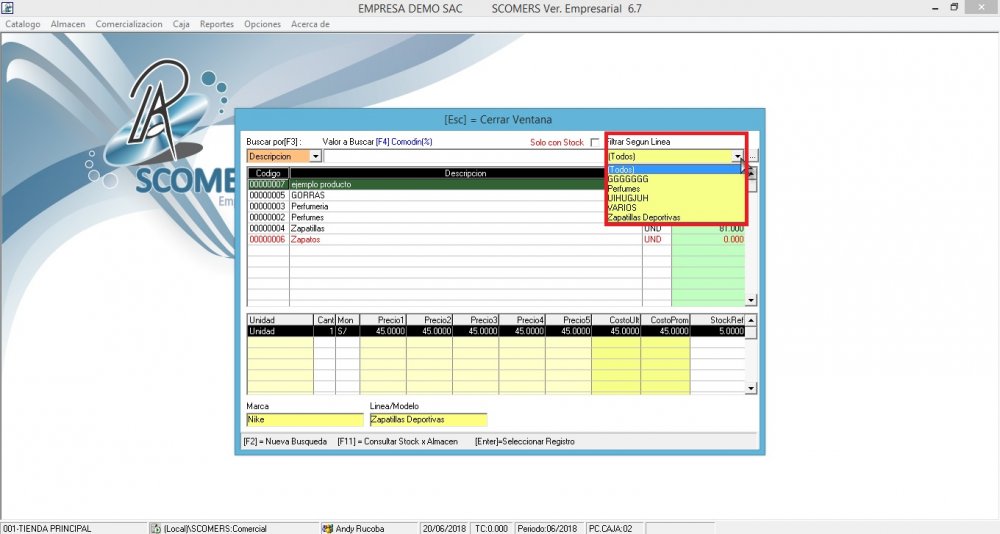 EMPRESA DEMO SAC SCOMERS Ver. Empresarial 6.7
Catalogo Almacen Comercializacion Caja Reportes Opciones Acerca de
SCOMER
Em
[Esc] = Cerrar Ventana
Buscar por[F3] : Valor a Buscar [F4] Comodin(%) Solo con Stock Filtrar Segun Linea
Descripcion (Todos) ...
Codigo Descripcion
(Todos)
GGGGGGG
Perfumes
UIHUGJUH
VARIOS
Zapatillas Deportivas
00000007 ejemplo producto
00000005 GORRAS
00000003 Perfumeria
00000002 Perfumes
00000004 Zapatillas UND 81.000
00000006 Zapatos UND 0.000
Unidad Cant Mon Precio1 Precio2 Precio3 Precio4 Precio5 CostoUlt CostoProm StockRef
Unidad 1 S/ 45.0000 45.0000 45.0000 45.0000 45.0000 45.0000 45.0000 5.0000
Marca Linea/Modelo
Nike Zapatillas Deportivas
[F2] = Nueva Busqueda [F11] = Consultar Stock x Almacen [Enter]=Seleccionar Registro
001-TIENDA PRINCIPAL (Local)\SCOMERS:Comercial Andy Rucoba 20/06/2018 TC:0.000 Periodo:06/2018 PC.CAJA:02